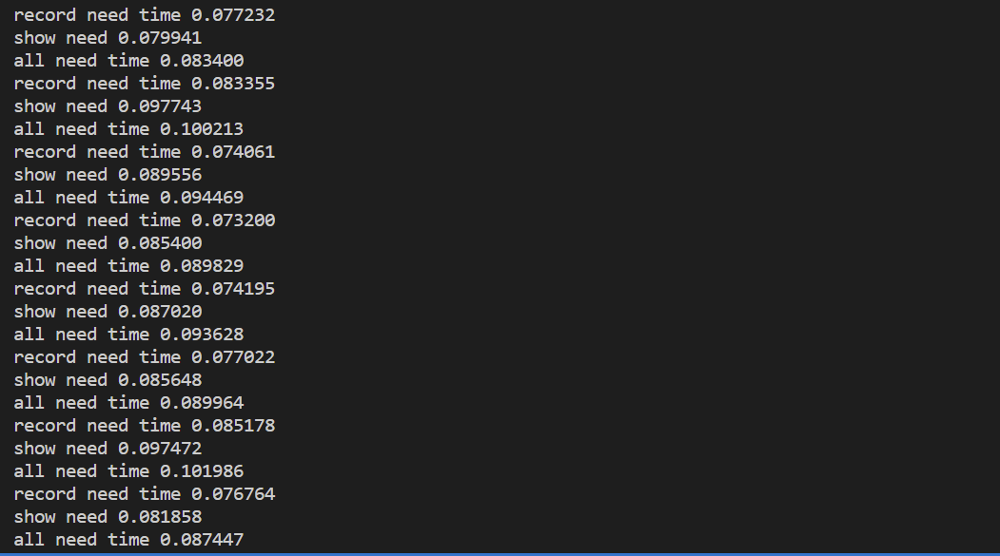 record need time 0.077232
show need 0.079941
all need time 0.083400
record need time 0.083355
show need 0.097743
all need time 0.100213
record need time 0.074061
show need 0.089556
all need time 0.094469
record need time 0.073200
show need 0.085400
all need time 0.089829
record need time 0.074195
show need 0.087020
all need time 0.093628
record need time 0.077022
show need 0.085648
all need time 0.089964
record need time 0.085178
show need 0.097472
all need time 0.101986
record need time 0.076764
show need 0.081858
all need time 0.087447